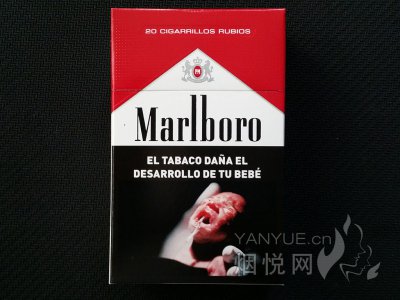 20 CIGARRILLOS RUBIOS
Marlboro
EL TABACO DAÑA EL
DESARROLLO DE TU BEBÉ
YANYUE.cn
烟悦网